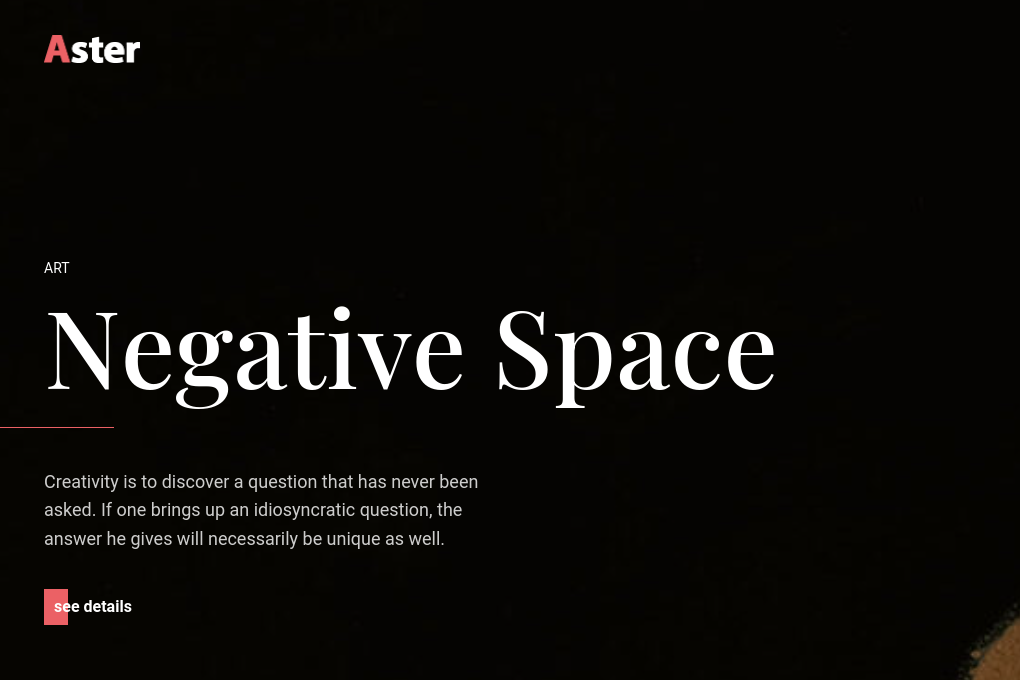 Aster
ART
Negative Space
Creativity is to discover a question that has never been
asked. If one brings up an idiosyncratic question, the
answer he gives will necessarily be unique as well.
see details